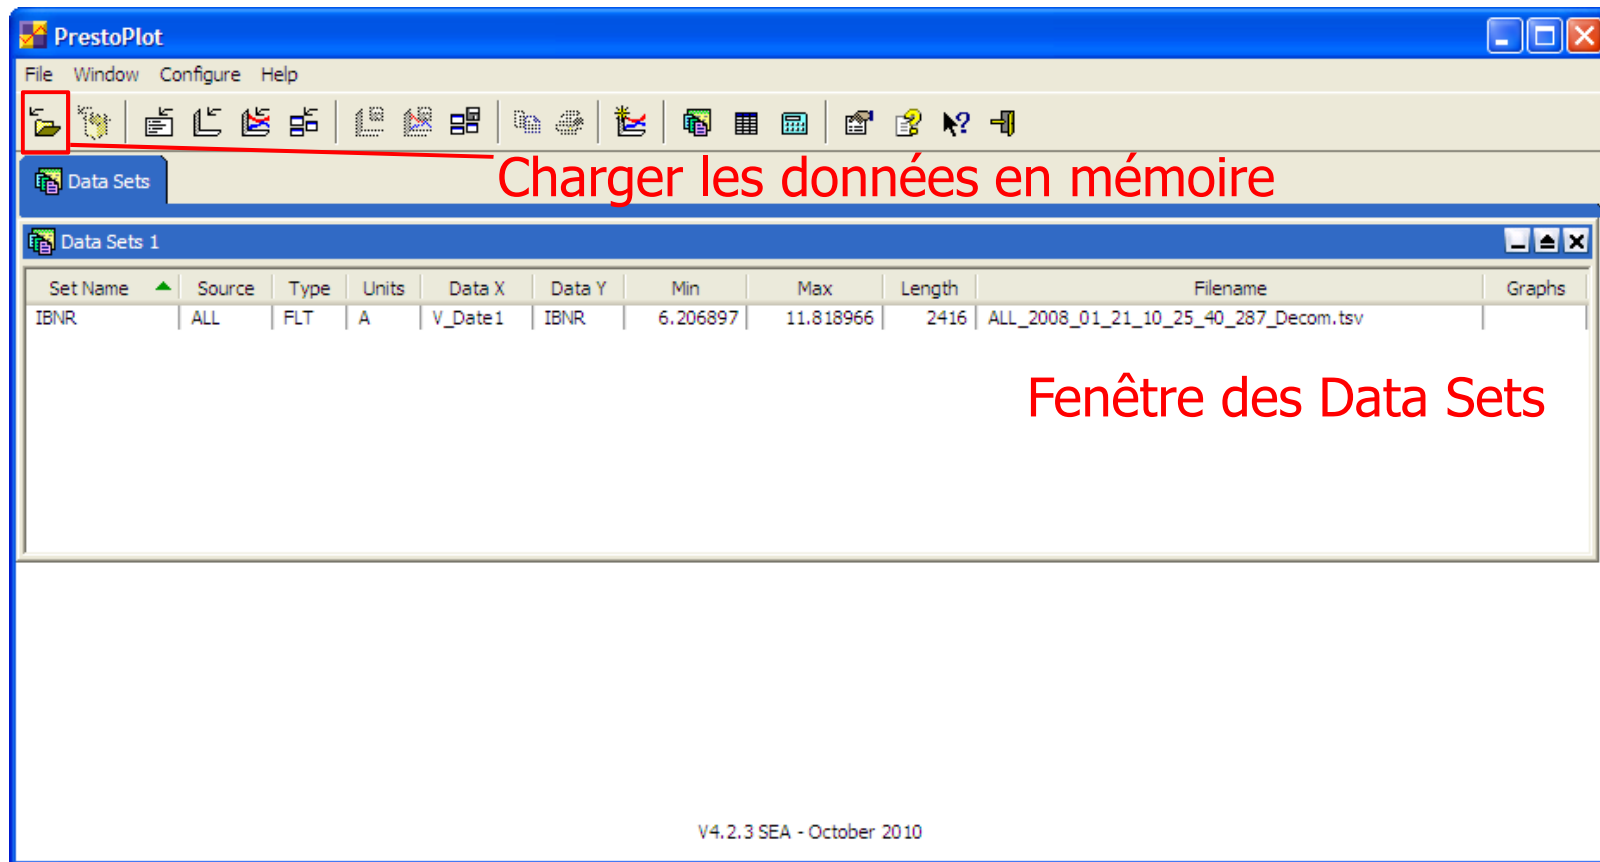 PrestoPlot
File Window Configure Help
Charger les données en mémoire
Data Sets
Data Sets 1
Set Name Source Type Units Data X Data Y Min Max Length Filename Graphs
IBNR ALL FLT A V_Date1 IBNR 6.206897 11.818966 2416 ALL_2008_01_21_10_25_40_287_Decom.tsv
Fenêtre des Data Sets
V4.2.3 SEA - October 2010